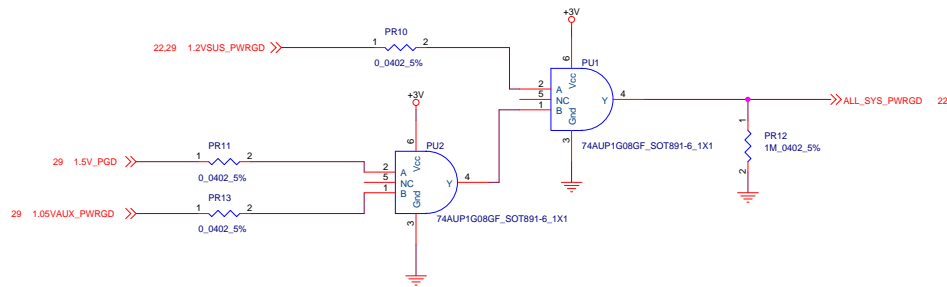 +3V
PR10
22,29 1.2VSUS_PWRGD
1 2
0_0402_5%
PU1
6
Vcc
2 A
5 NC Y 4
1 B
Gnd
3
74AUP1G08GF_SOT891-6_1X1
ALL_SYS_PWRGD 22
1
PR12
1M_0402_5%
2
+3V
PR11
29 1.5V_PGD
1 2
0_0402_5%
PU2
6
Vcc
2 A
5 NC Y 4
1 B
Gnd
3
74AUP1G08GF_SOT891-6_1X1
PR13
29 1.05VAUX_PWRGD
1 2
0_0402_5%